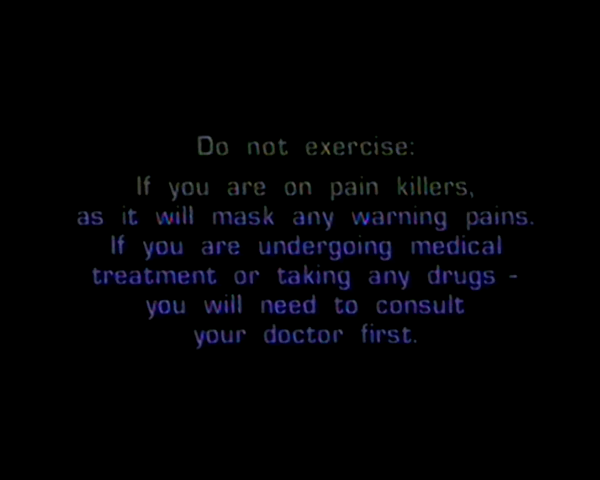 Do not exercise:
If you are on pain killers,
as it will mask any warning pains.
If you are undergoing medical
treatment or taking any drugs -
you will need to consult
your doctor first.